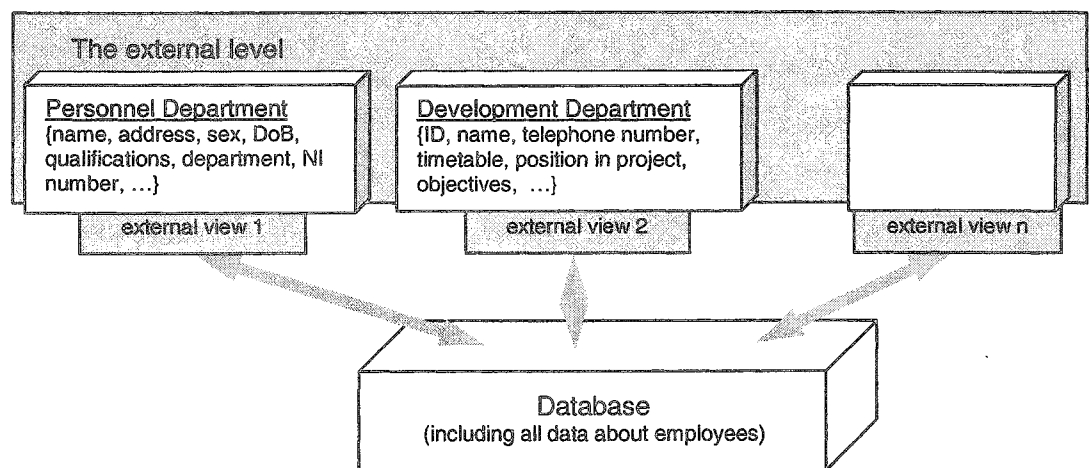 The external level
Personnel Department
{name, address, sex, DoB,
qualifications, department, NI
number, ...}
external view 1
Development Department
{ID, name, telephone number,
timetable, position in project,
objectives, ...}
external view 2
external view n
Database
(including all data about employees)